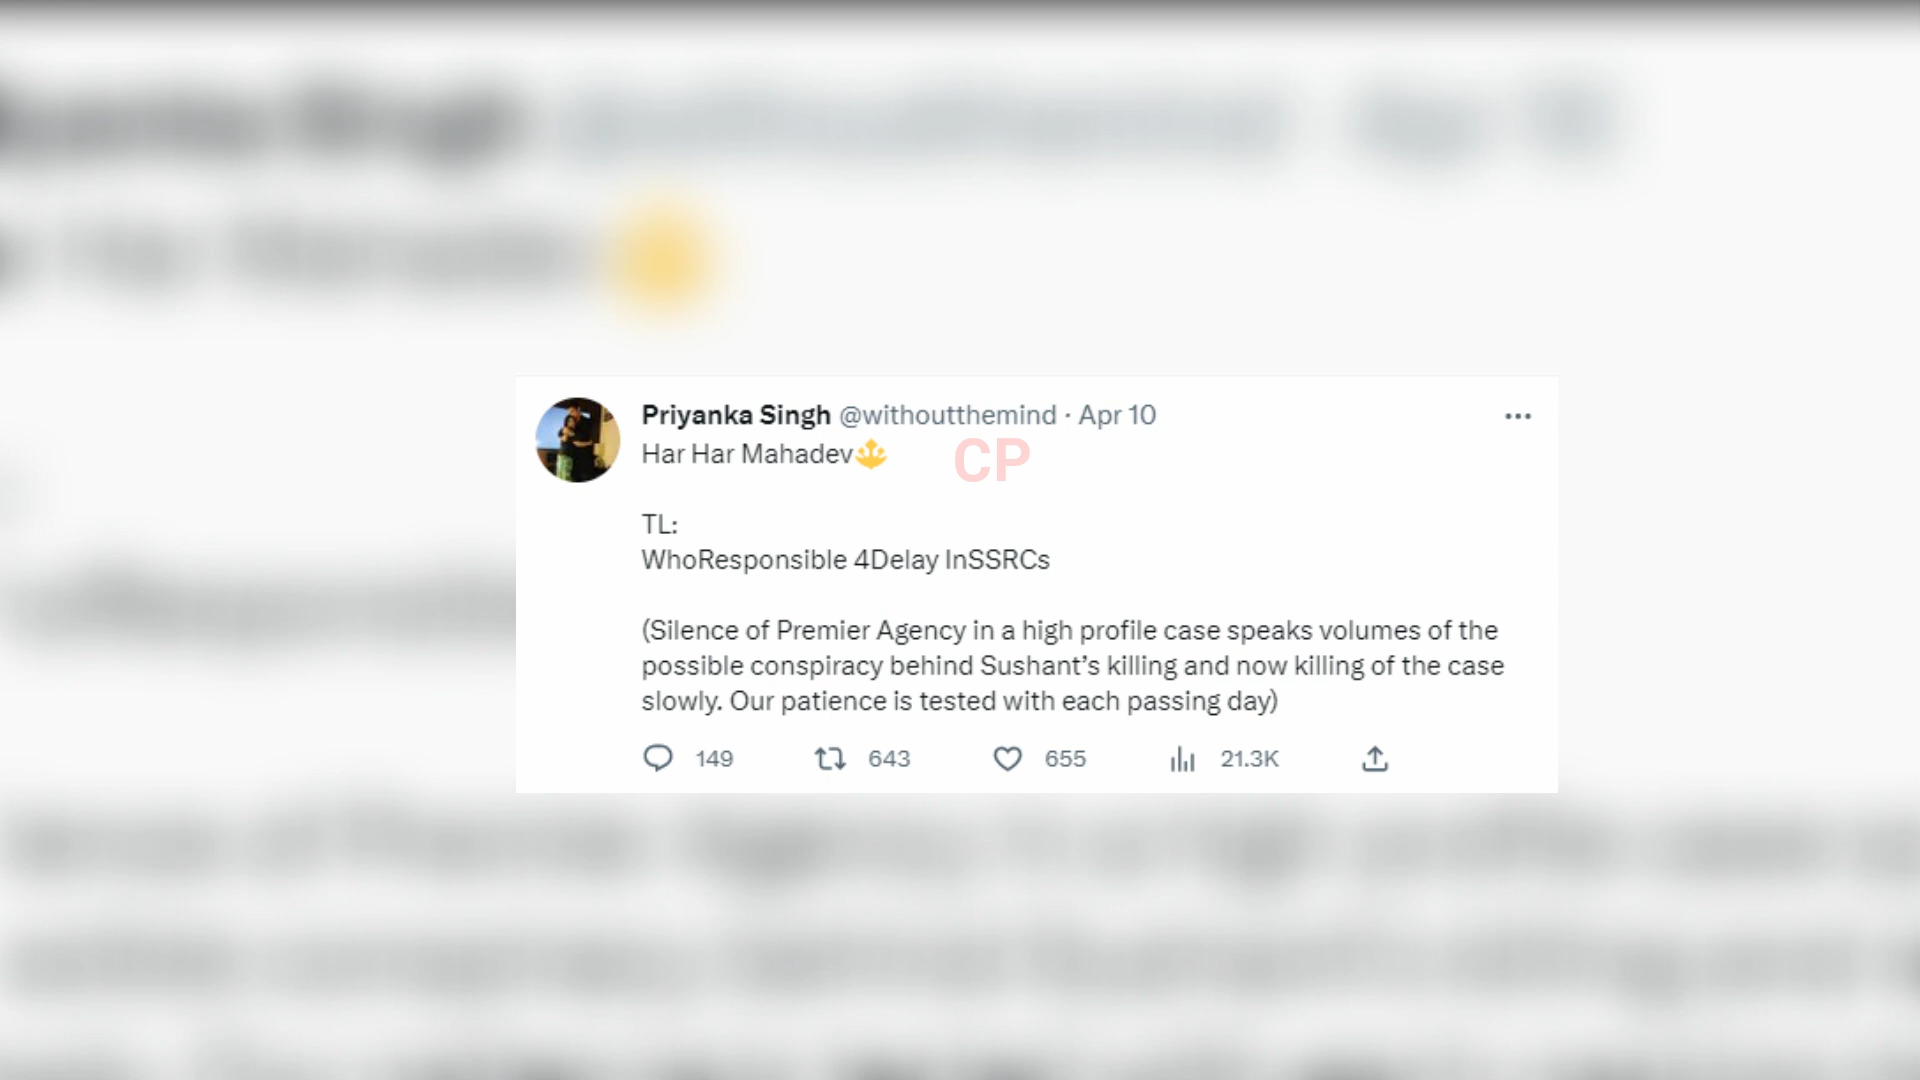 Priyanka Singh @withoutthemind · Apr 10
Har Har Mahadev🔱
CP
TL:
WhoResponsible 4Delay InSSRCs
(Silence of Premier Agency in a high profile case speaks volumes of the
possible conspiracy behind Sushant’s killing and now killing of the case
slowly. Our patience is tested with each passing day)
149 643 655 21.3K